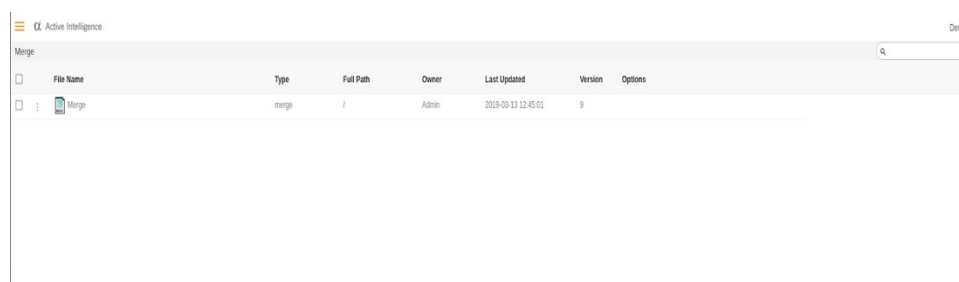 α Active Intelligence
Merge
File Name Type Full Path Owner Last Updated Version Options
Merge merge / Admin 2019-03-13 12:45:01 9